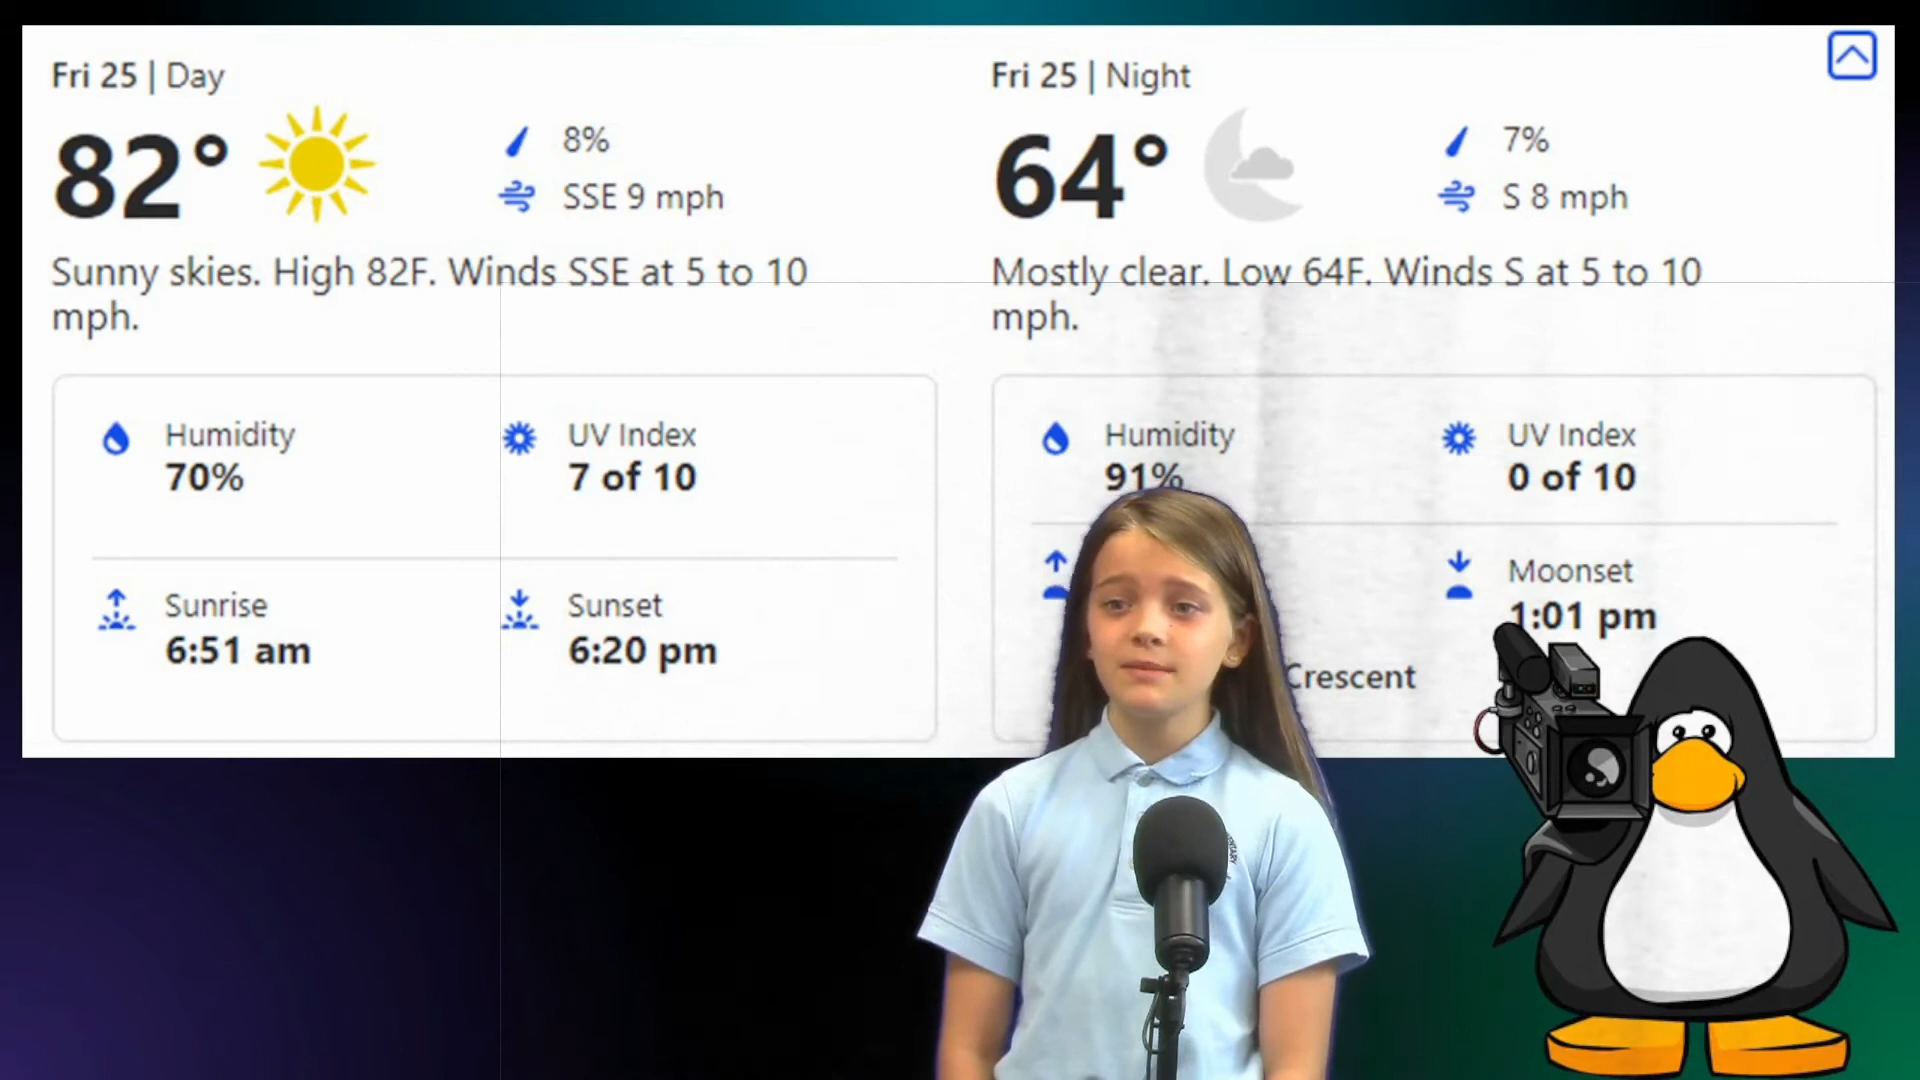 Fri 25 | Day
82°
8%
SSE 9 mph
Sunny skies. High 82F. Winds SSE at 5 to 10
mph.
Humidity
70%
UV Index
7 of 10
Sunrise
6:51 am
Sunset
6:20 pm
Fri 25 | Night
64°
7%
S 8 mph
Mostly clear. Low 64F. Winds S at 5 to 10
mph.
Humidity
91%
UV Index
0 of 10
Moonset
1:01 pm
Crescent